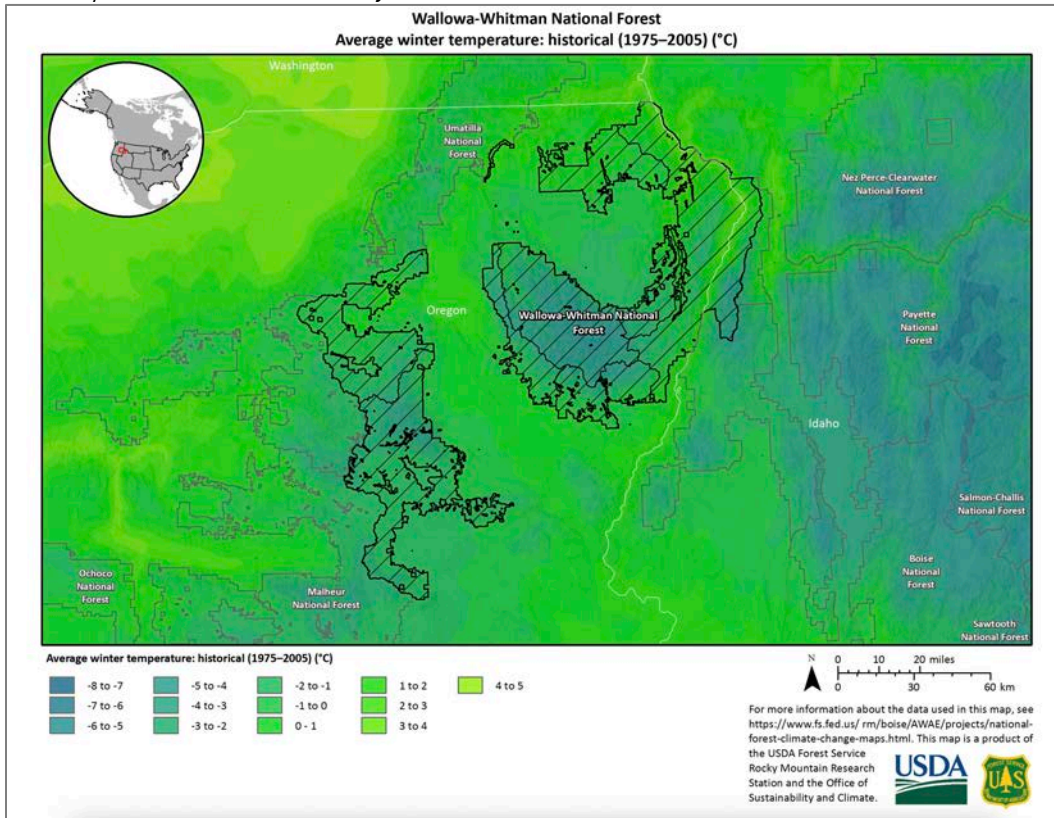 Wallowa-Whitman National Forest
Average winter temperature: historical (1975–2005) (°C)
Washington
Umatilla
National
Forest
Nez Perce-Clearwater
National Forest
Oregon
Wallowa-Whitman National
Forest
Payette
National
Forest
Idaho
Salmon-Challis
National Forest
Ochoco
National
Forest
Malheur
National Forest
Boise
National
Forest
Sawtooth
National Forest
Average winter temperature: historical (1975–2005) (°C)
-8 to -7
-7 to -6
-6 to -5
-5 to -4
-4 to -3
-3 to -2
-2 to -1
-1 to 0
0 - 1
1 to 2
2 to 3
3 to 4
4 to 5
N
0 10 20 miles
0 30 60 km
For more information about the data used in this map, see
https://www.fs.fed.us/ rm/boise/AWAE/projects/national-
forest-climate-change-maps.html. This map is a product of
the USDA Forest Service
Rocky Mountain Research
Station and the Office of
Sustainability and Climate.
USDA
FOREST SERVICE
U S